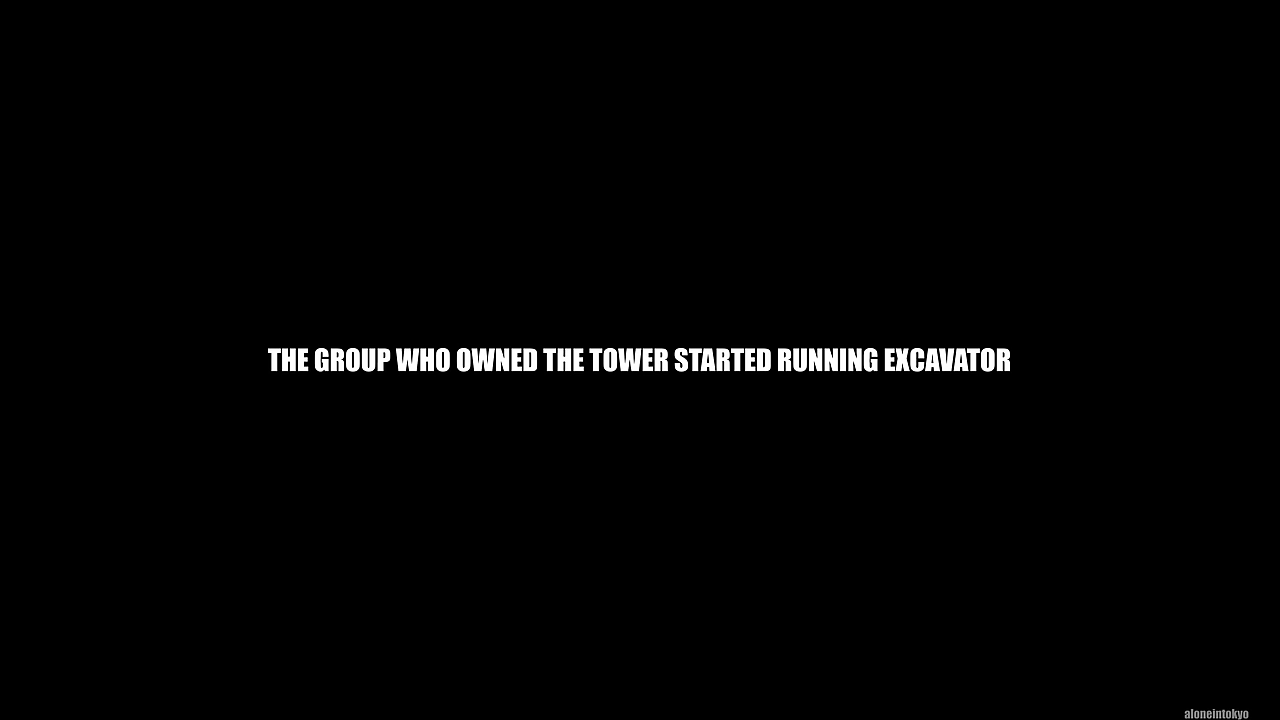 THE GROUP WHO OWNED THE TOWER STARTED RUNNING EXCAVATOR
aloneintokyo